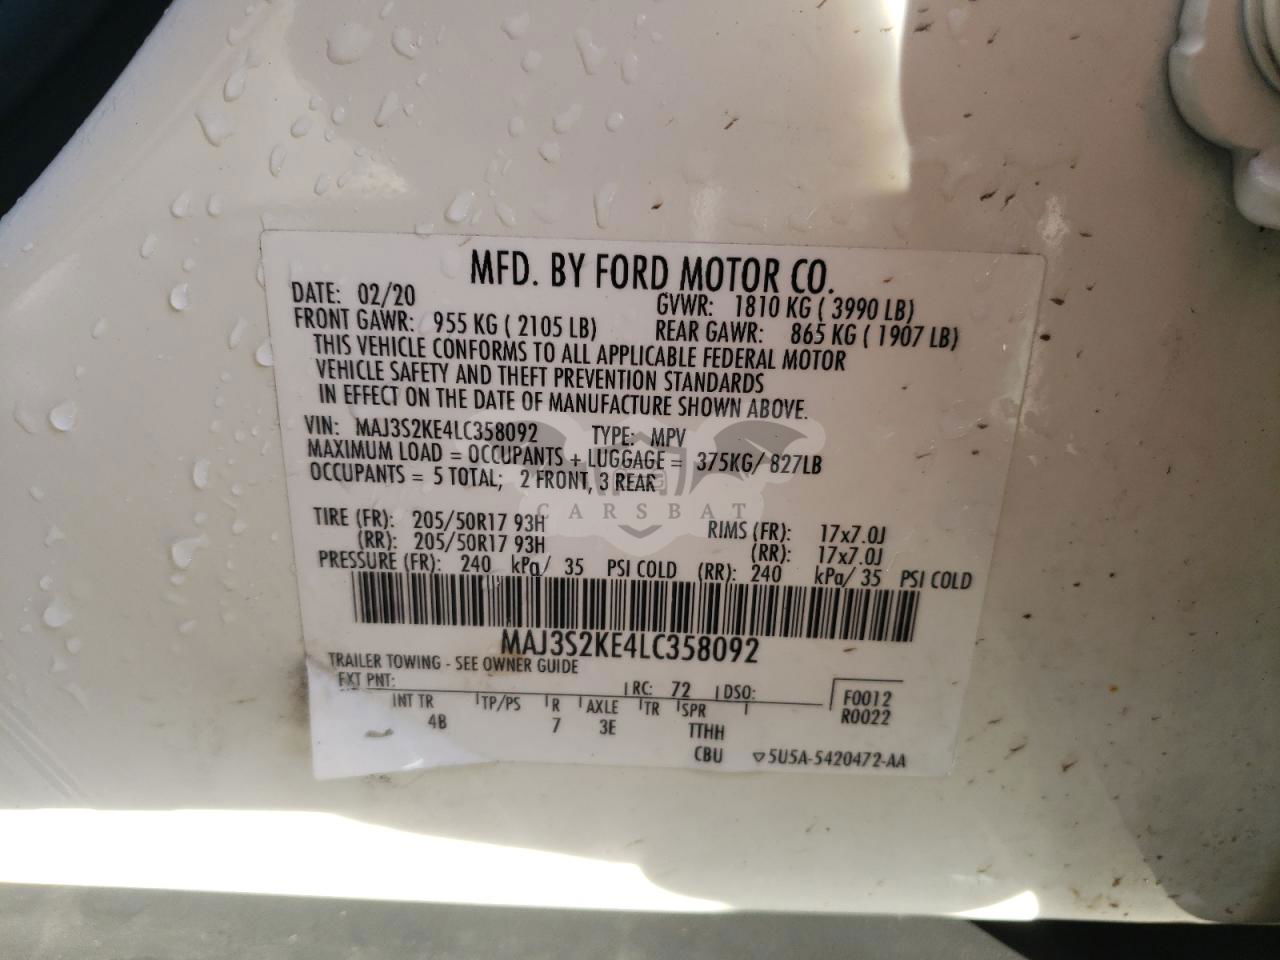 MFD. BY FORD MOTOR CO.
DATE: 02/20 GVWR: 1810 KG ( 3990 LB)
FRONT GAWR: 955 KG ( 2105 LB) REAR GAWR: 865 KG ( 1907 LB)
THIS VEHICLE CONFORMS TO ALL APPLICABLE FEDERAL MOTOR
VEHICLE SAFETY AND THEFT PREVENTION STANDARDS
IN EFFECT ON THE DATE OF MANUFACTURE SHOWN ABOVE.
VIN: MAJ3S2KE4LC358092 TYPE: MPV
MAXIMUM LOAD = OCCUPANTS + LUGGAGE = 375KG/ 827LB
OCCUPANTS = 5 TOTAL; 2 FRONT, 3 REAR
CARSBAT
TIRE (FR): 205/50R17 93H RIMS (FR): 17x7.0J
(RR): 205/50R17 93H (RR): 17x7.0J
PRESSURE (FR): 240 kPa/ 35 PSI COLD (RR): 240 kPa/ 35 PSI COLD
MAJ3S2KE4LC358092
TRAILER TOWING - SEE OWNER GUIDE
EXT PNT: RC: 72 DSO: F0012
INT TR TP/PS R AXLE TR SPR R0022
4B 7 3E TTHH
CBU ▽5U5A-5420472-AA